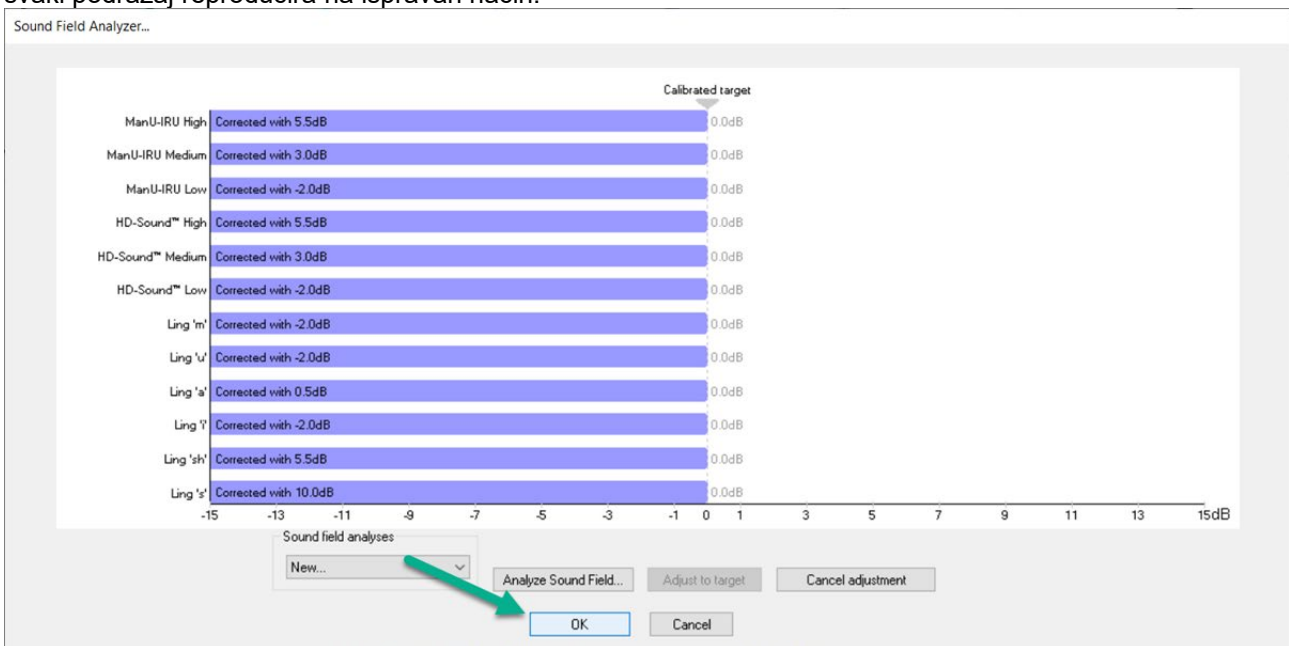 svaki podražaj reproducira na ispravan način.
Sound Field Analyzer...
Calibrated target
ManU-IRU High Corrected with 5.5dB 0.0dB
ManU-IRU Medium Corrected with 3.0dB 0.0dB
ManU-IRU Low Corrected with -2.0dB 0.0dB
HD-Sound™ High Corrected with 5.5dB 0.0dB
HD-Sound™ Medium Corrected with 3.0dB 0.0dB
HD-Sound™ Low Corrected with -2.0dB 0.0dB
Ling 'm' Corrected with -2.0dB 0.0dB
Ling 'u' Corrected with -2.0dB 0.0dB
Ling 'a' Corrected with 0.5dB 0.0dB
Ling 'i' Corrected with -2.0dB 0.0dB
Ling 'sh' Corrected with 5.5dB 0.0dB
Ling 's' Corrected with 10.0dB 0.0dB
-15 -13 -11 -9 -7 -5 -3 -1 0 1 3 5 7 9 11 13 15dB
Sound field analyses
New... Analyze Sound Field... Adjust to target Cancel adjustment
OK Cancel